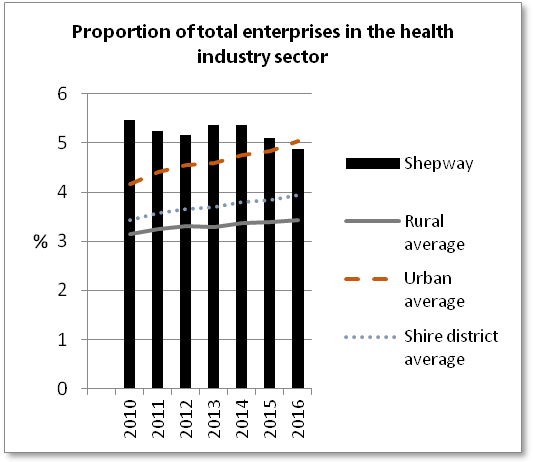 Proportion of total enterprises in the health
industry sector
6
5
4
% 3
2
1
0
2010 2011 2012 2013 2014 2015 2016
Shepway
Rural
average
Urban
average
Shire district
average